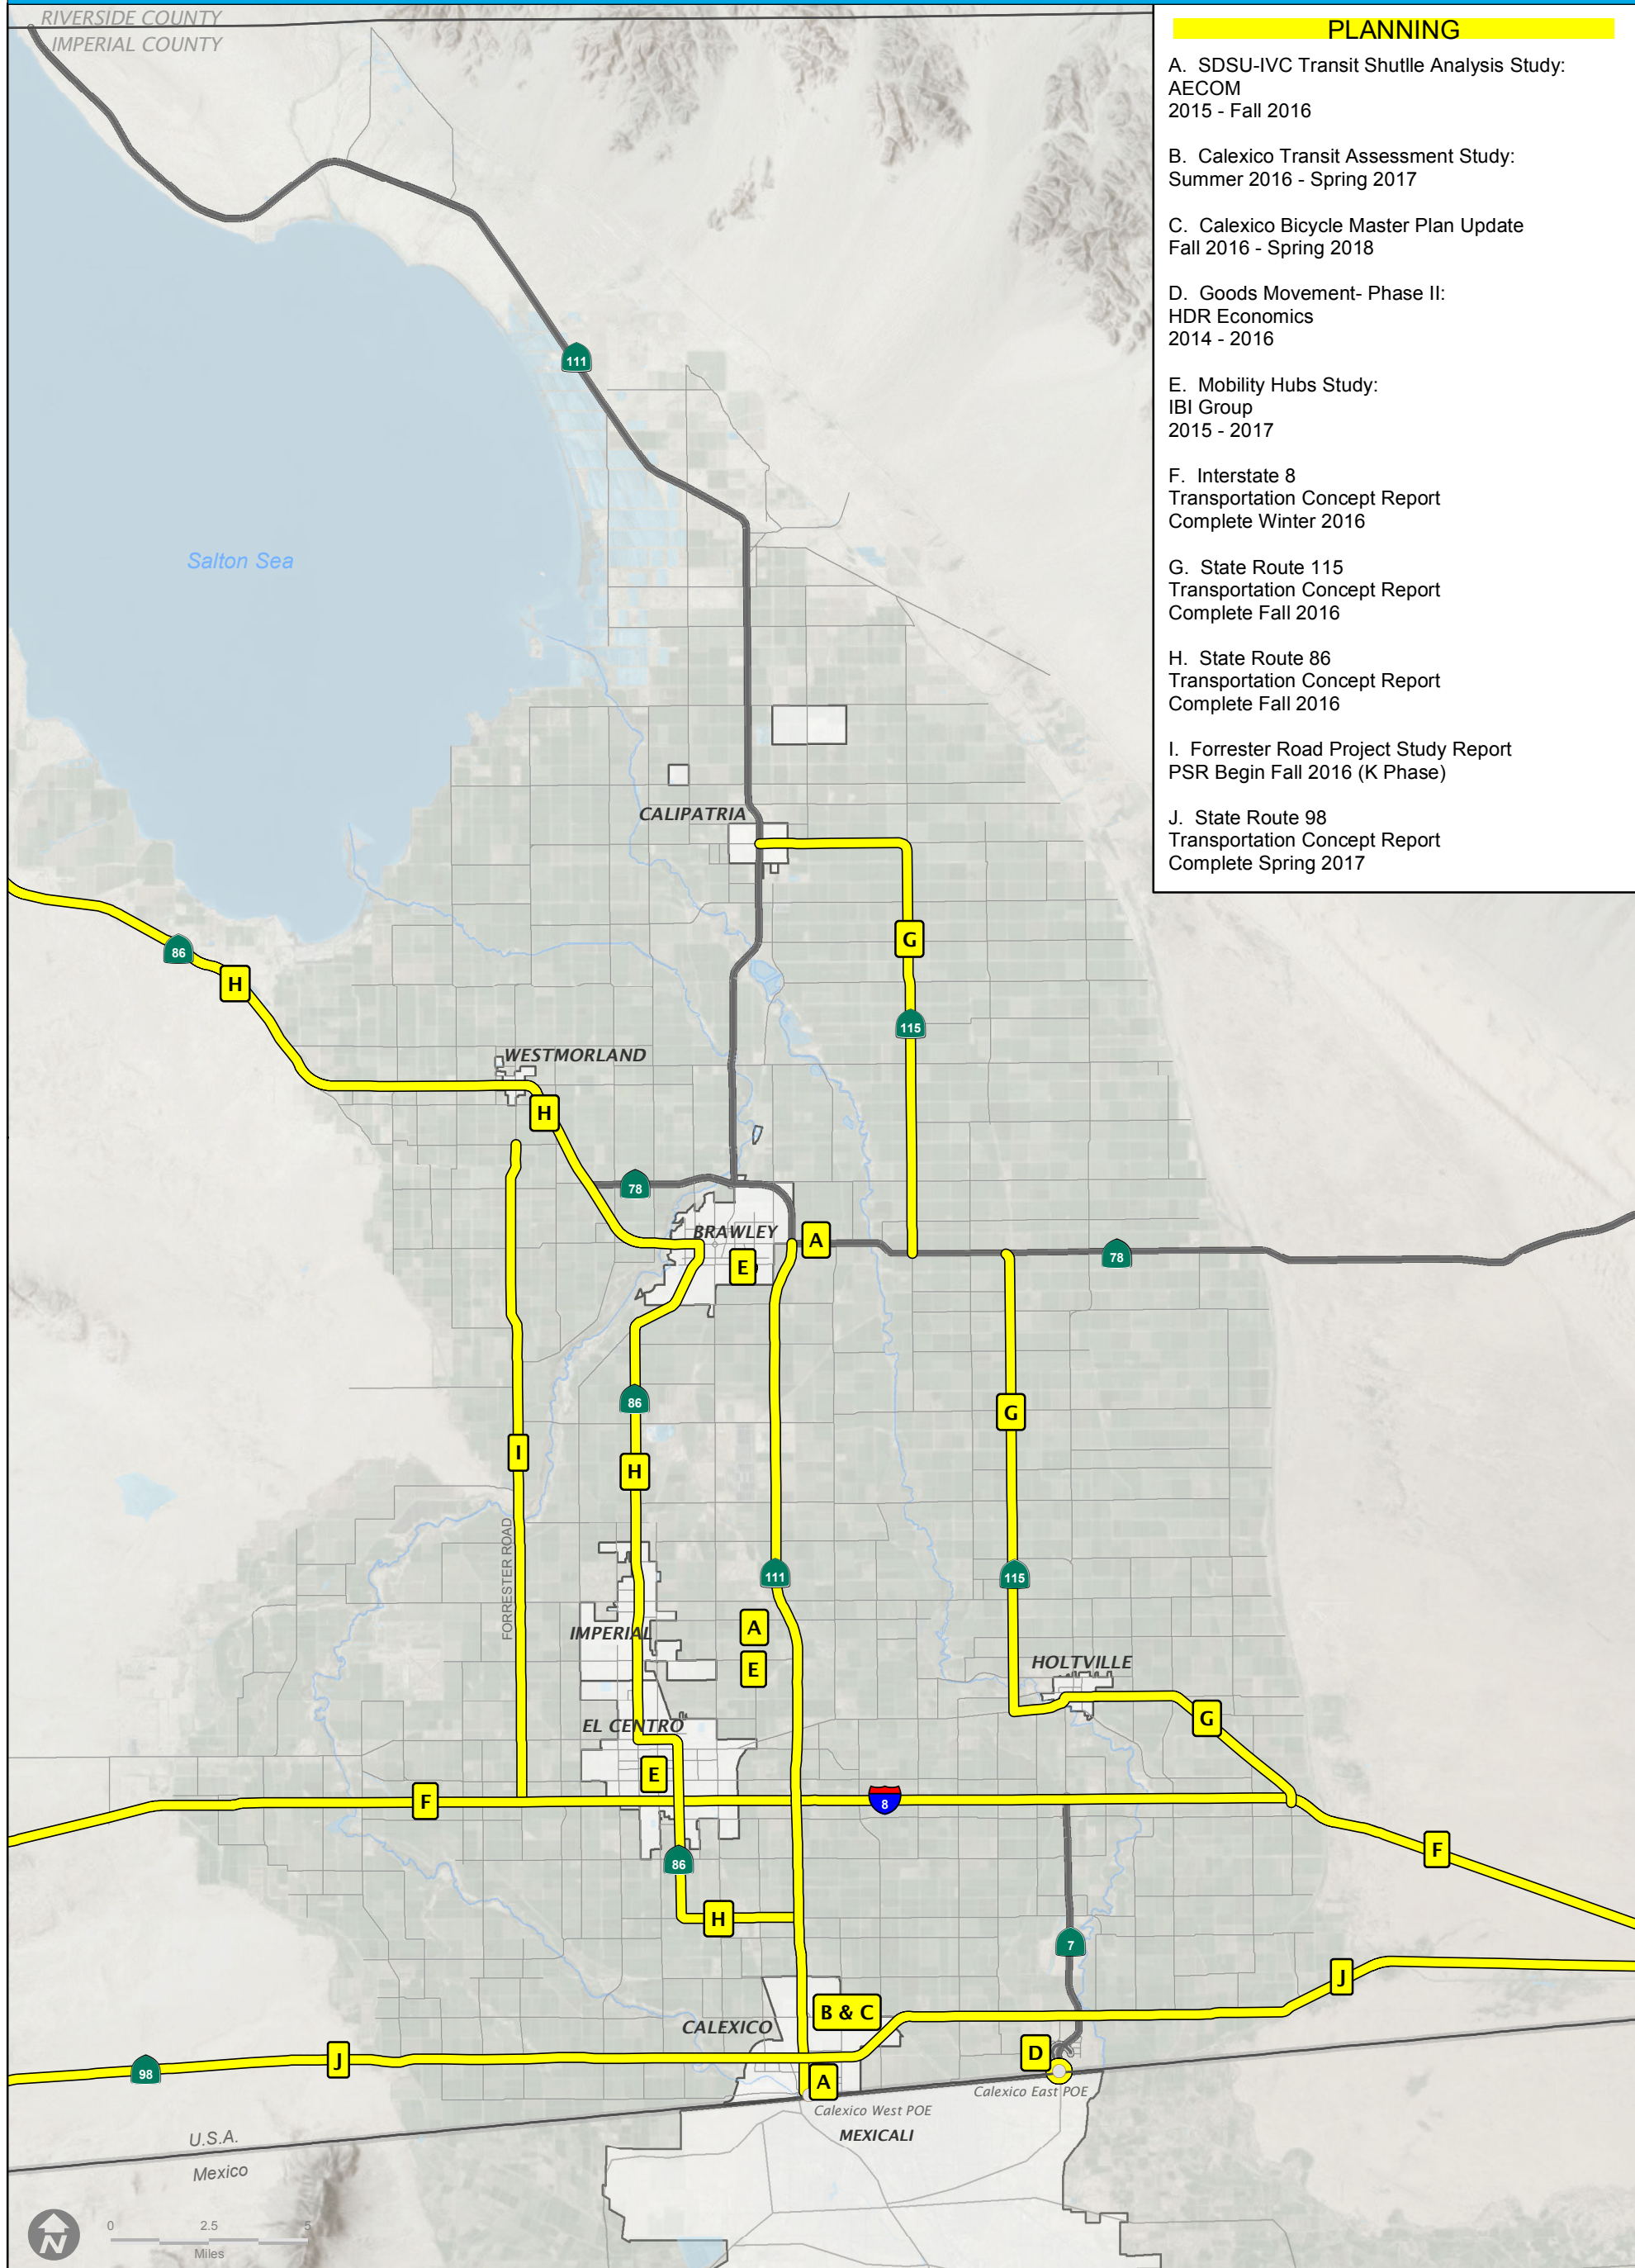 RIVERSIDE COUNTY
IMPERIAL COUNTY
PLANNING
A. SDSU-IVC Transit Shutlle Analysis Study:
AECOM
2015 - Fall 2016
B. Calexico Transit Assessment Study:
Summer 2016 - Spring 2017
C. Calexico Bicycle Master Plan Update
Fall 2016 - Spring 2018
D. Goods Movement- Phase II:
HDR Economics
2014 - 2016
E. Mobility Hubs Study:
IBI Group
2015 - 2017
F. Interstate 8
Transportation Concept Report
Complete Winter 2016
G. State Route 115
Transportation Concept Report
Complete Fall 2016
H. State Route 86
Transportation Concept Report
Complete Fall 2016
I. Forrester Road Project Study Report
PSR Begin Fall 2016 (K Phase)
J. State Route 98
Transportation Concept Report
Complete Spring 2017
111
Salton Sea
CALIPATRIA
G
86
H
115
WESTMORLAND
H
78
BRAWLEY
A
E
78
86
G
I
H
FORRESTER ROAD
111
115
A
IMPERIAL
E
HOLTVILLE
G
EL CENTRO
E
F
8
F
86
H
7
J
B & C
CALEXICO
J
98
D
A
Calexico East POE
Calexico West POE
MEXICALI
U.S.A.
Mexico
N
0 2.5 5
Miles